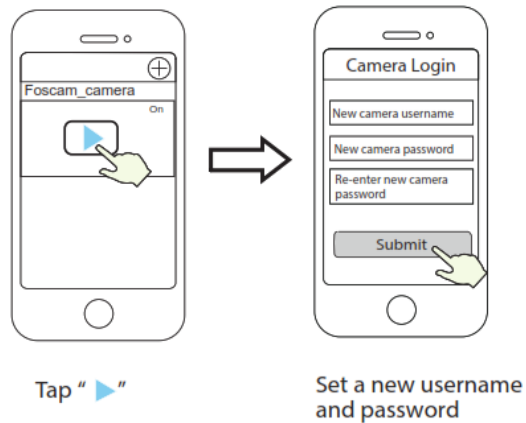 Foscam_camera
On
Camera Login
New camera username
New camera password
Re-enter new camera
password
Submit
Tap “ ▶”
Set a new username
and password